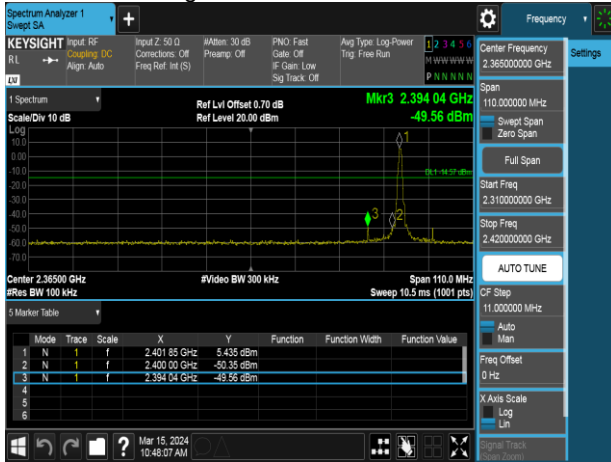 Spectrum Analyzer 1
Swept SA
+
Frequency
KEYSIGHT Input: RF Input Z: 50 Ω #Atten: 30 dB PNO: Fast Avg Type: Log-Power 1 2 3 4 5 6
RL Coupling: DC Corrections: Off Preamp: Off Gate: Off Trig: Free Run M WW WW W
Align: Auto Freq Ref: Int (S) IF Gain: Low
Sig Track: Off P N N N N N
LXI
1 Spectrum
Scale/Div 10 dB
Log
Ref Lvl Offset 0.70 dB
Ref Level 20.00 dBm
Mkr3 2.394 04 GHz
-49.56 dBm
10.0
0.00
-10.0
-20.0
-30.0
-40.0
-50.0
-60.0
-70.0
1
DL1 -14.57 dBm
3
2
Center 2.36500 GHz #Video BW 300 kHz Span 110.0 MHz
#Res BW 100 kHz Sweep 10.5 ms (1001 pts)
5 Marker Table
Mode Trace Scale X Y Function Function Width Function Value
1 N 1 f 2.401 85 GHz 5.435 dBm
2 N 1 f 2.400 00 GHz -50.35 dBm
3 N 1 f 2.394 04 GHz -49.56 dBm
4
5
6
Center Frequency
2.365000000 GHz
Settings
Span
110.000000 MHz
Swept Span
Zero Span
Full Span
Start Freq
2.310000000 GHz
Stop Freq
2.420000000 GHz
AUTO TUNE
CF Step
11.000000 MHz
Auto
Man
Freq Offset
0 Hz
X Axis Scale
Log
Lin
Signal Track
(Span Zoom)
?
Mar 15, 2024
10:48:07 AM